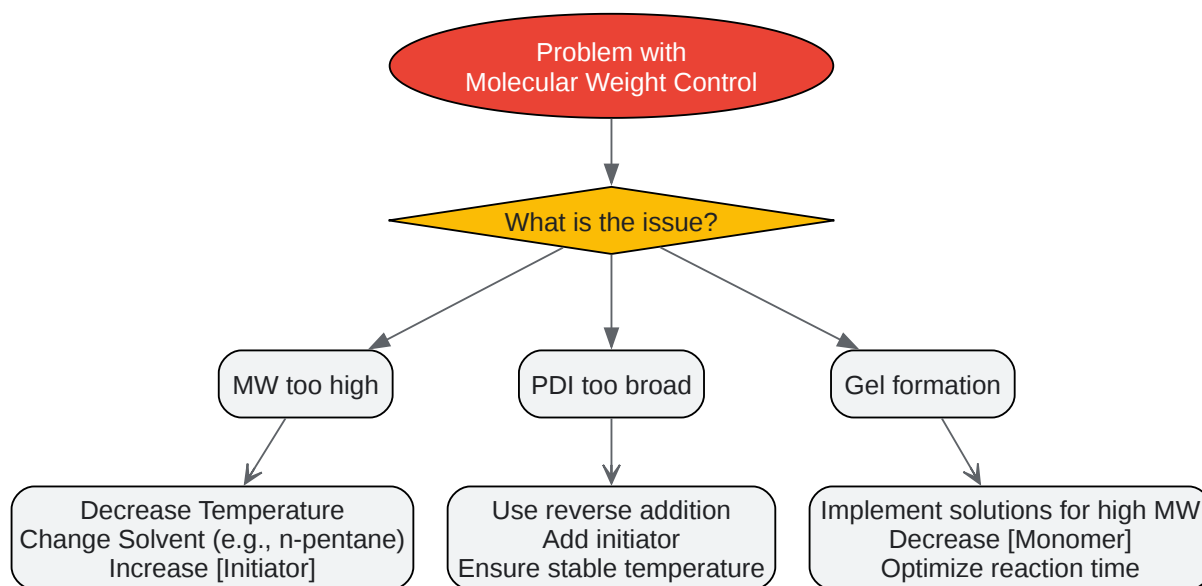 Problem with
Molecular Weight Control
What is the issue?
MW too high
PDI too broad
Gel formation
Decrease Temperature
Change Solvent (e.g., n-pentane)
Increase [Initiator]
Use reverse addition
Add initiator
Ensure stable temperature
Implement solutions for high MW
Decrease [Monomer]
Optimize reaction time